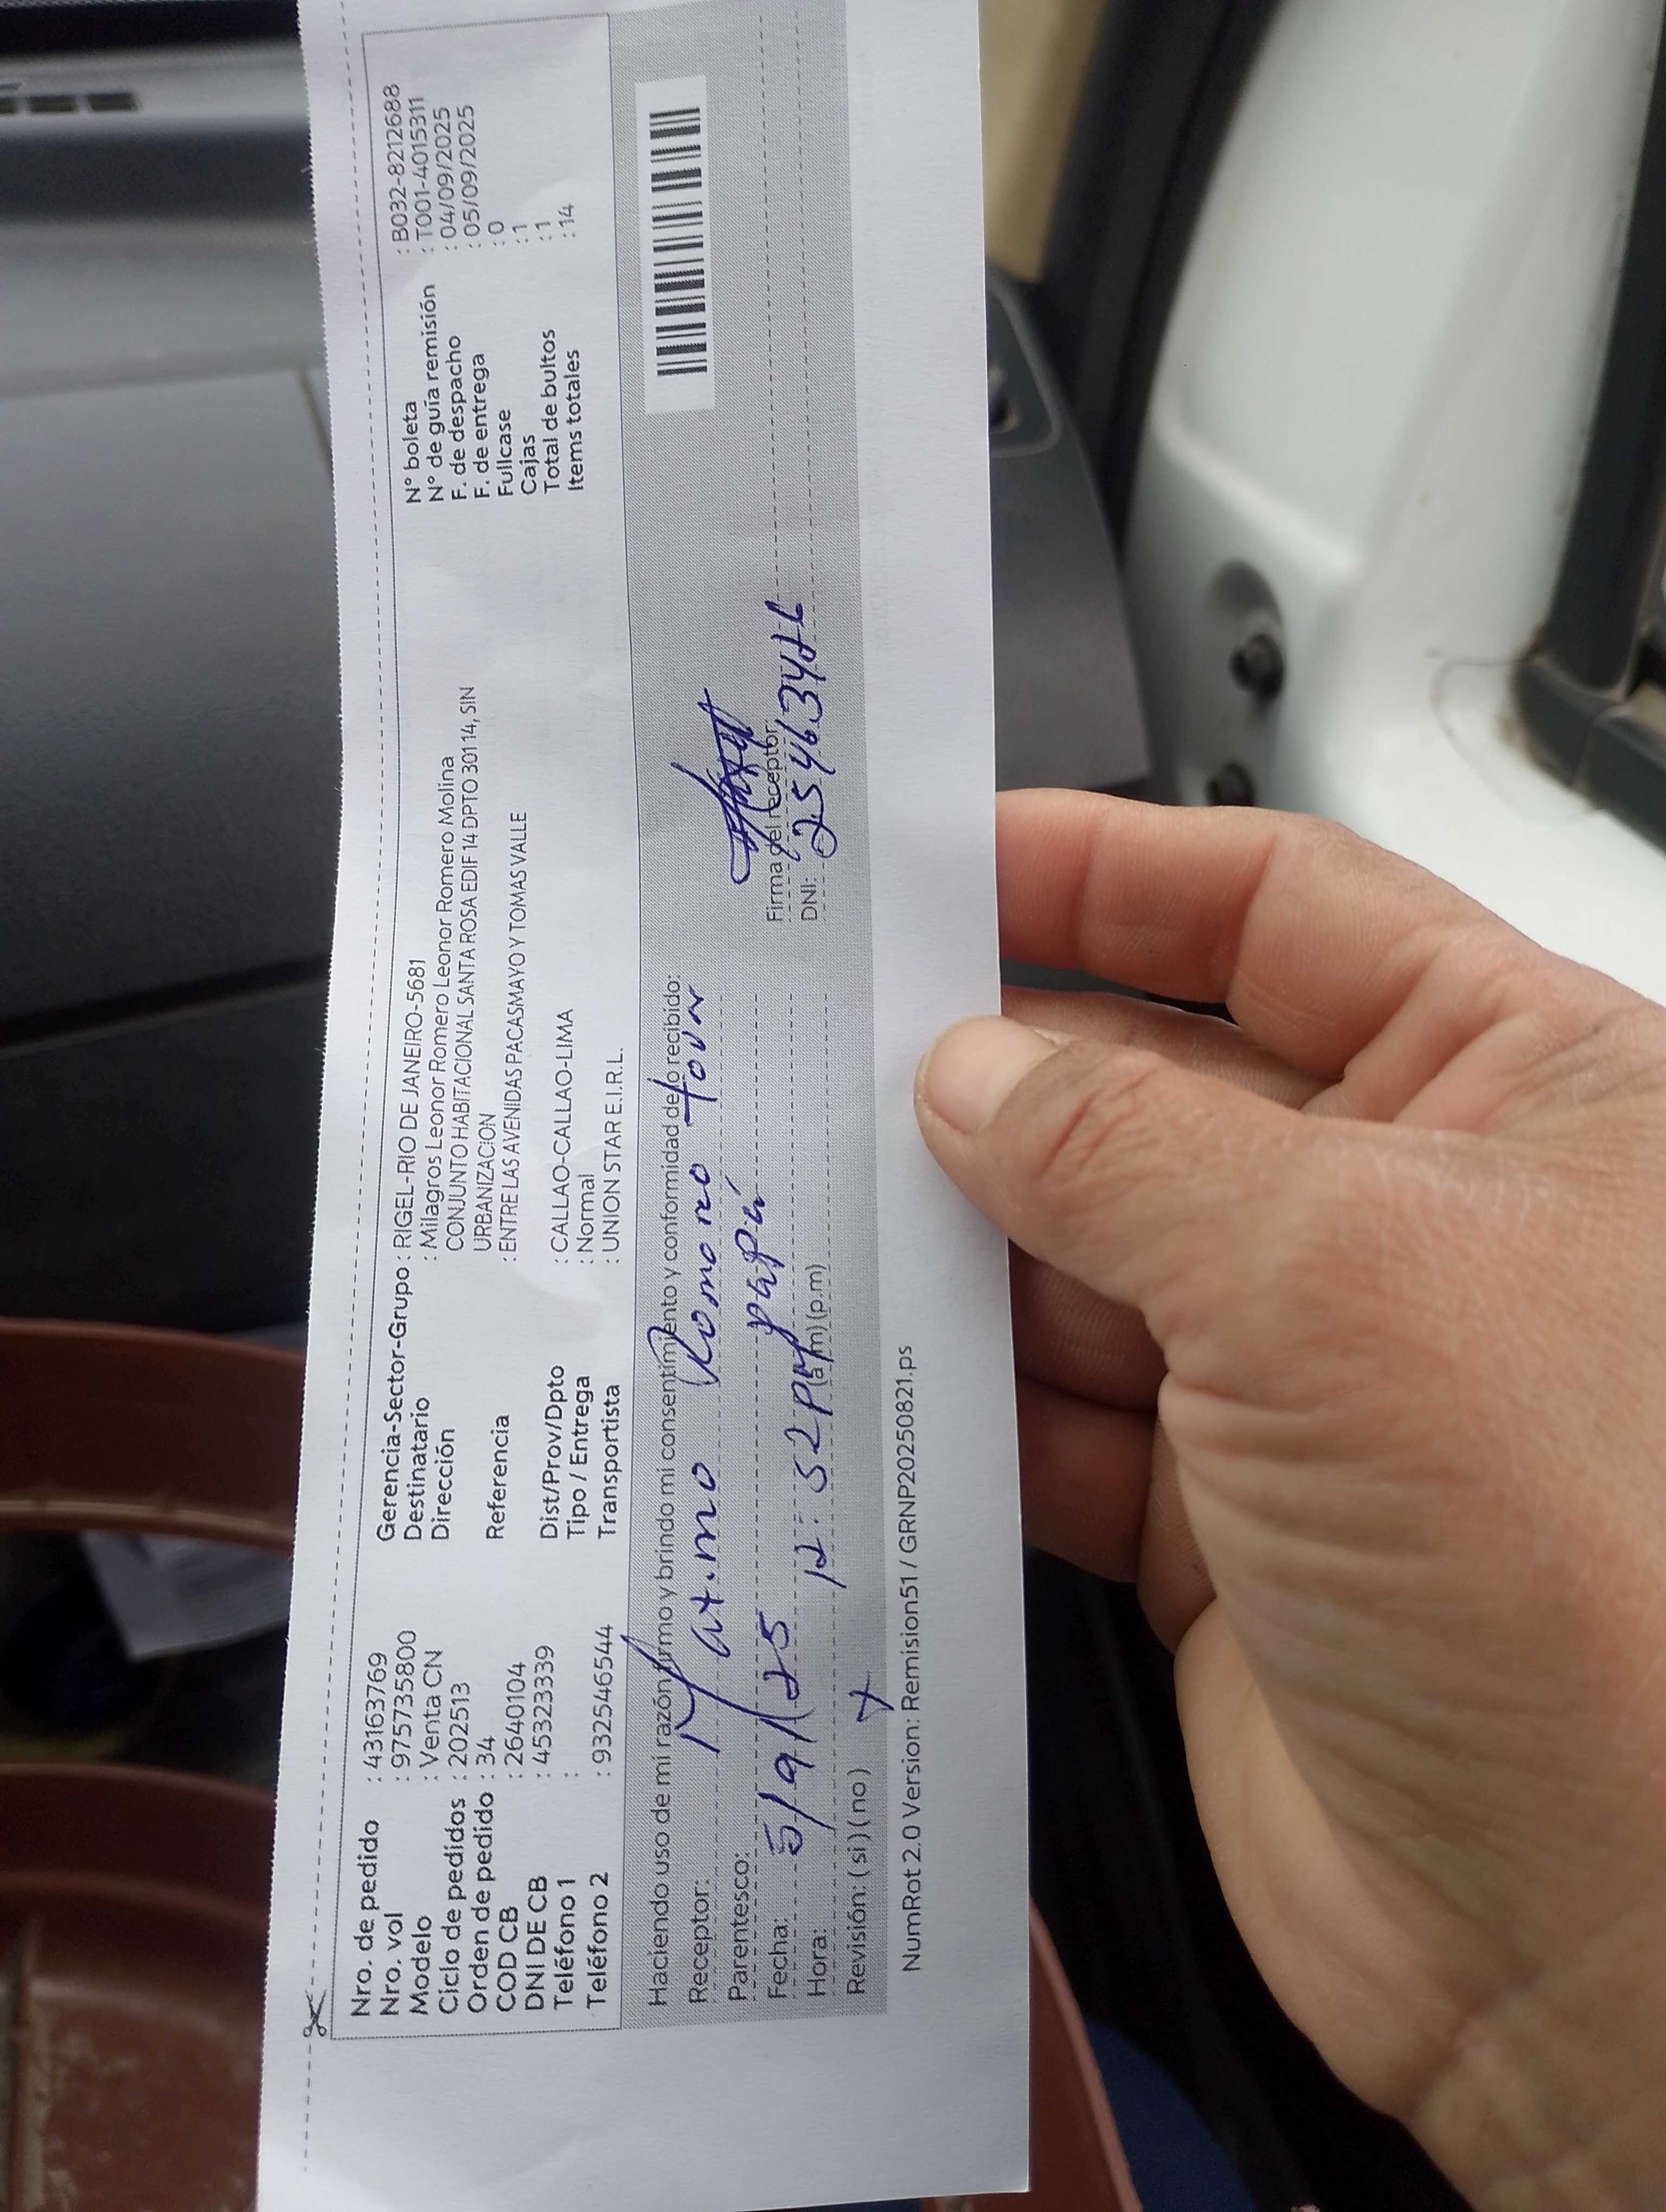 Nro. de pedido : 43163769
Nro. vol : 975735800
Modelo : Venta CN
Ciclo de pedidos : 202513
Orden de pedido : 34
COD CB : 2640104
DNI DE CB : 45323339
Teléfono 1 :
Teléfono 2 : 932546544
Gerencia-Sector-Grupo : RIGEL-RIO DE JANEIRO-5681
Destinatario : Milagros Leonor Romero Leonor Romero Molina
Dirección CONJUNTO HABITACIONAL SANTA ROSA EDIF 14 DPTO 301 14, SIN
URBANIZACION
Referencia : ENTRE LAS AVENIDAS PACASMAYO Y TOMAS VALLE
Dist/Prov/Dpto : CALLAO-CALLAO-LIMA
Tipo / Entrega : Normal
Transportista : UNION STAR E.I.R.L.
N° boleta : B032-8212688
N° de guía remisión : T001-4015311
F. de despacho : 04/09/2025
F. de entrega : 05/09/2025
Fullcase : 0
Cajas : 1
Total de bultos : 1
Items totales : 14
Haciendo uso de mi razón firmo y brindo mi consentimiento y conformidad de lo recibido:
Receptor: Romero
Parentesco: papá
Fecha: 5/9/25
Hora: 12:52 PM (a.m) (p.m)
Revisión: ( si ) ( no )
Firma del receptor
DNI:
NumRot 2.0 Version: Remision51 / GRNP20250821.ps